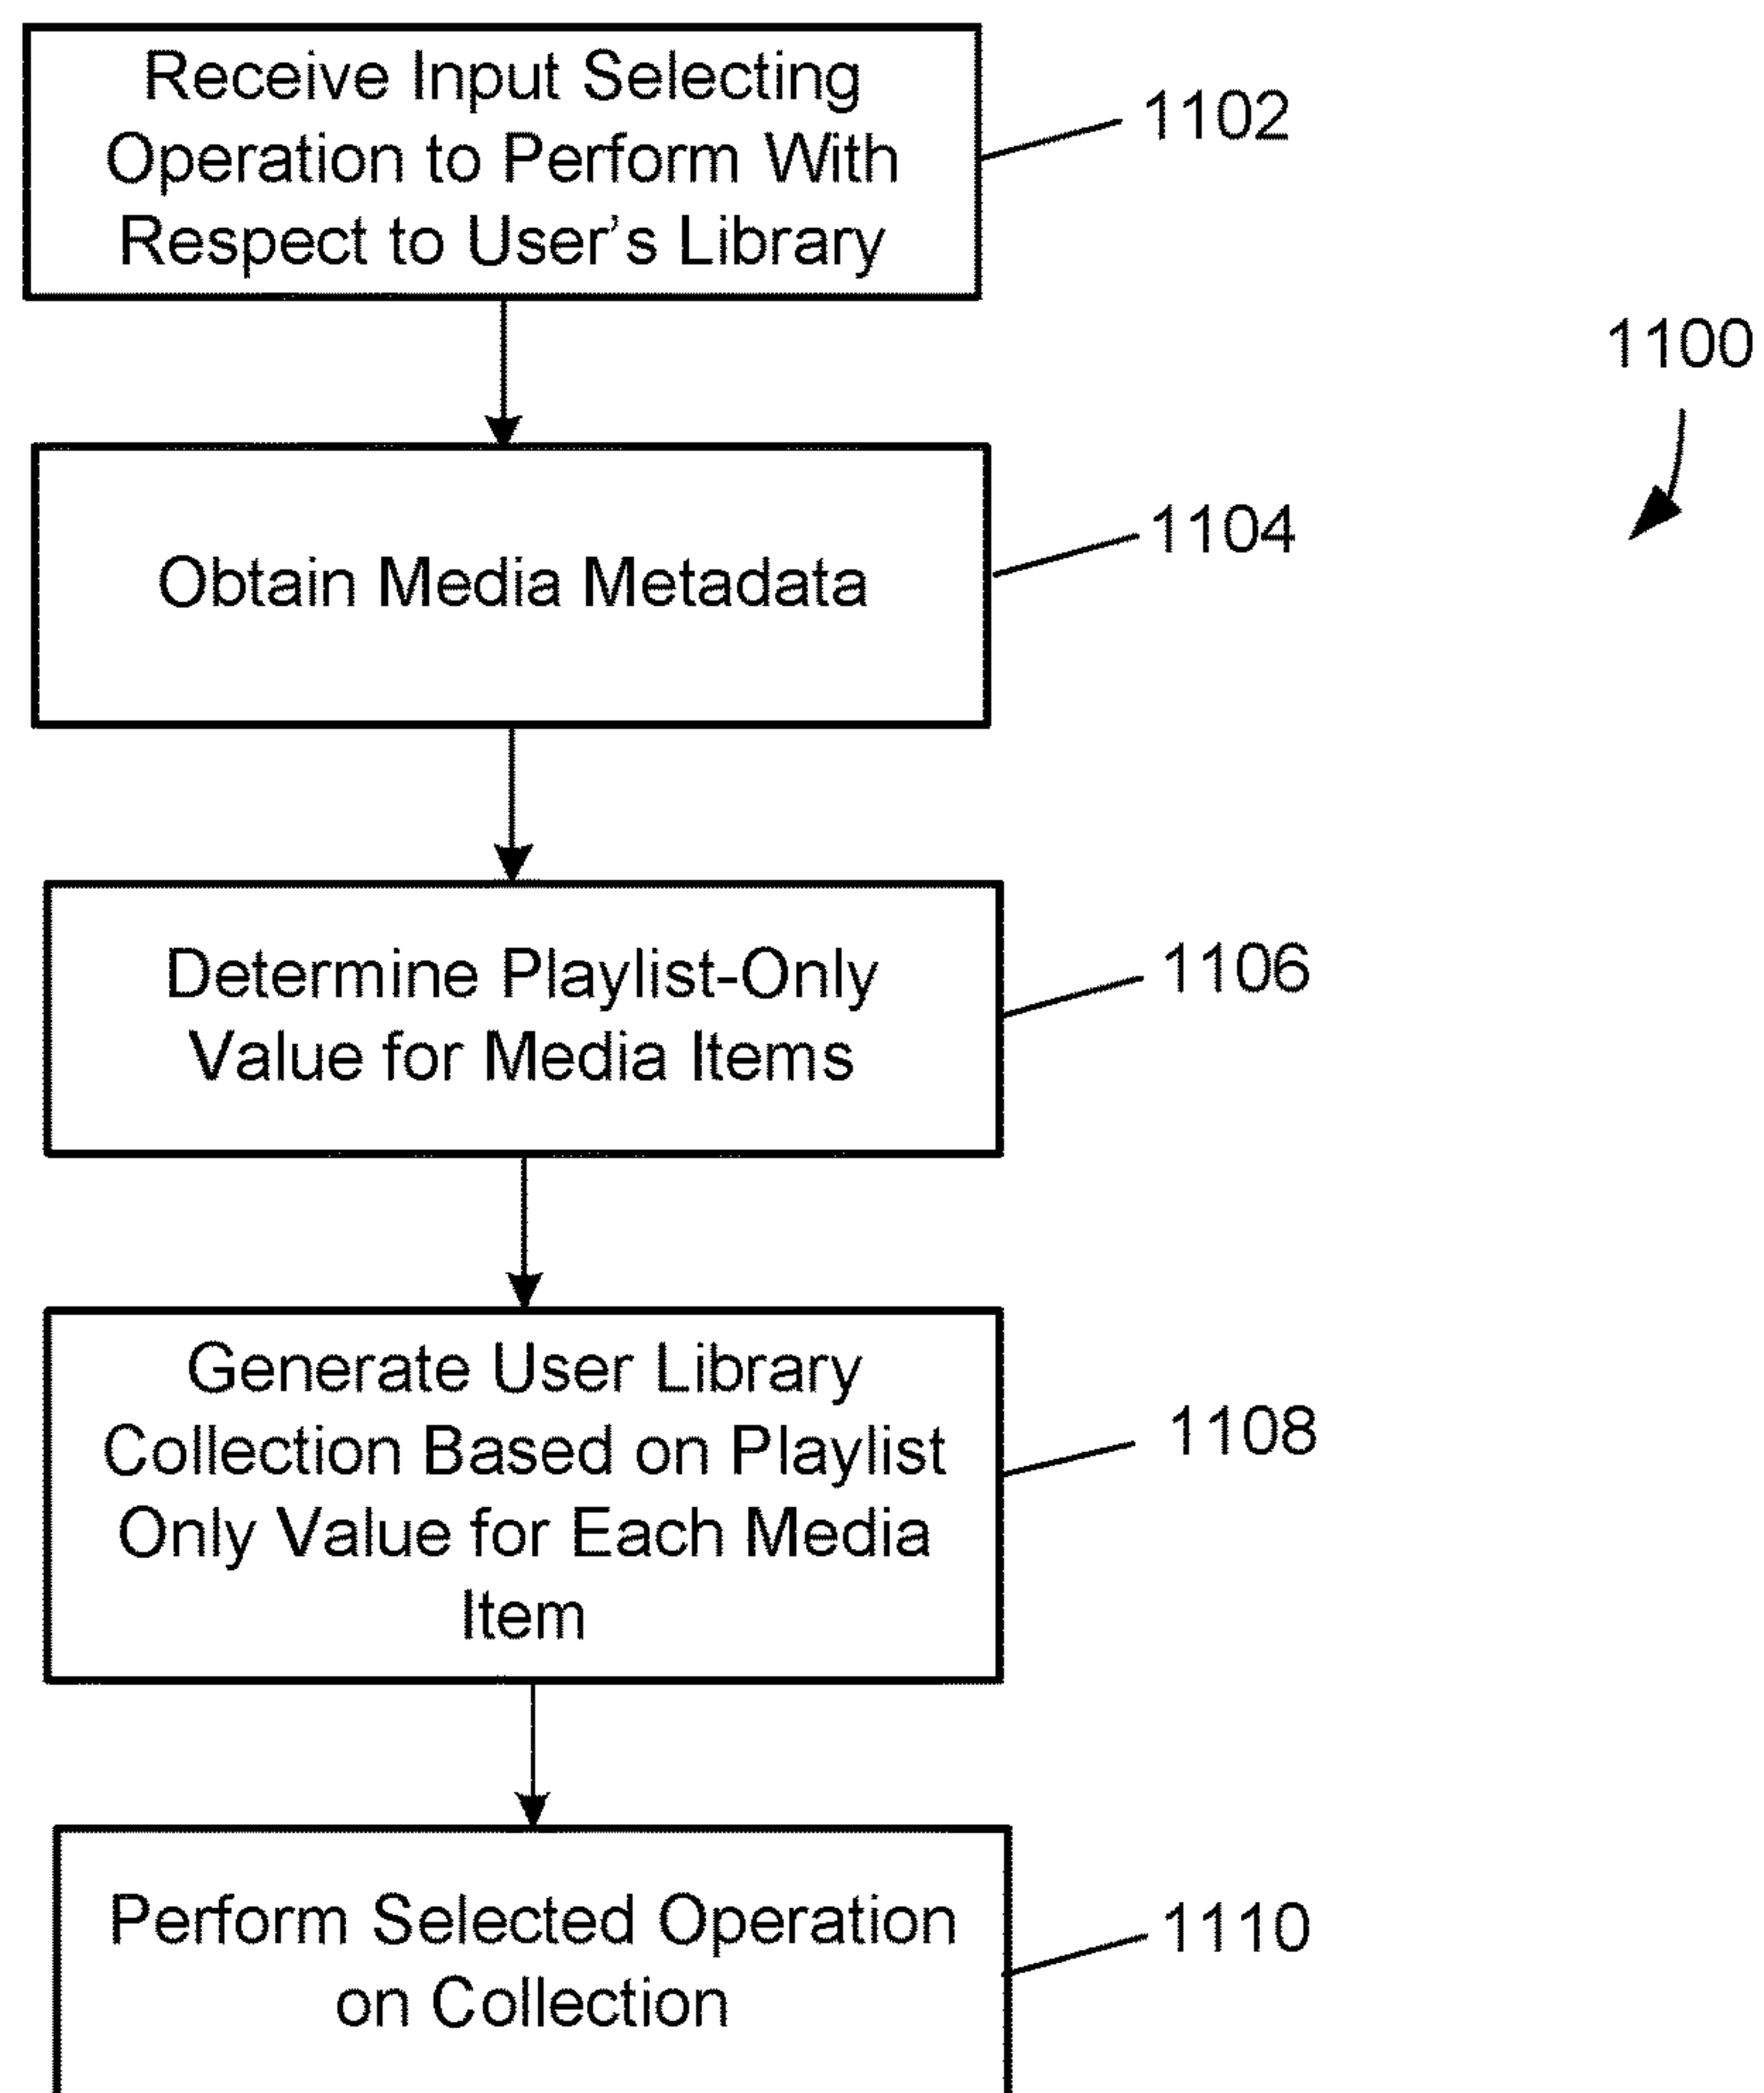 Receive Input Selecting
Operation to Perform With
Respect to User's Library
1102
1100
Obtain Media Metadata
1104
Determine Playlist-Only
Value for Media Items
1106
Generate User Library
Collection Based on Playlist
Only Value for Each Media
Item
1108
Perform Selected Operation
on Collection
1110